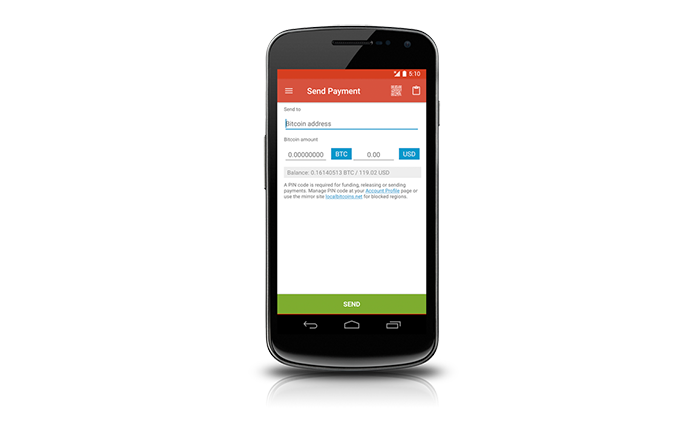 5:10
Send Payment
Send to
Bitcoin address
Bitcoin amount
0.00000000 BTC 0.00 USD
Balance: 0.16140513 BTC / 119.02 USD
A PIN code is required for funding, releasing or sending
payments. Manage PIN code at your Account Profile page or
use the mirror site localbitcoins.net for blocked regions.
SEND